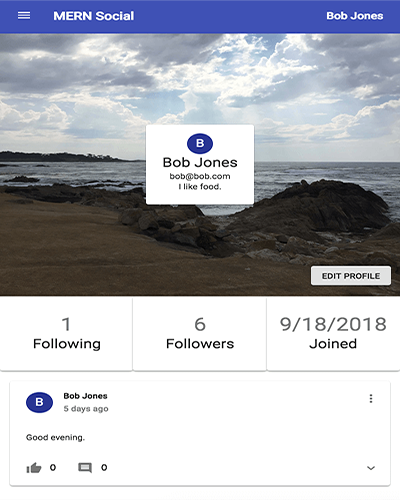 MERN Social
Bob Jones
B
Bob Jones
bob@bob.com
I like food.
EDIT PROFILE
1
Following
6
Followers
9/18/2018
Joined
B
Bob Jones
5 days ago
Good evening.
0
0